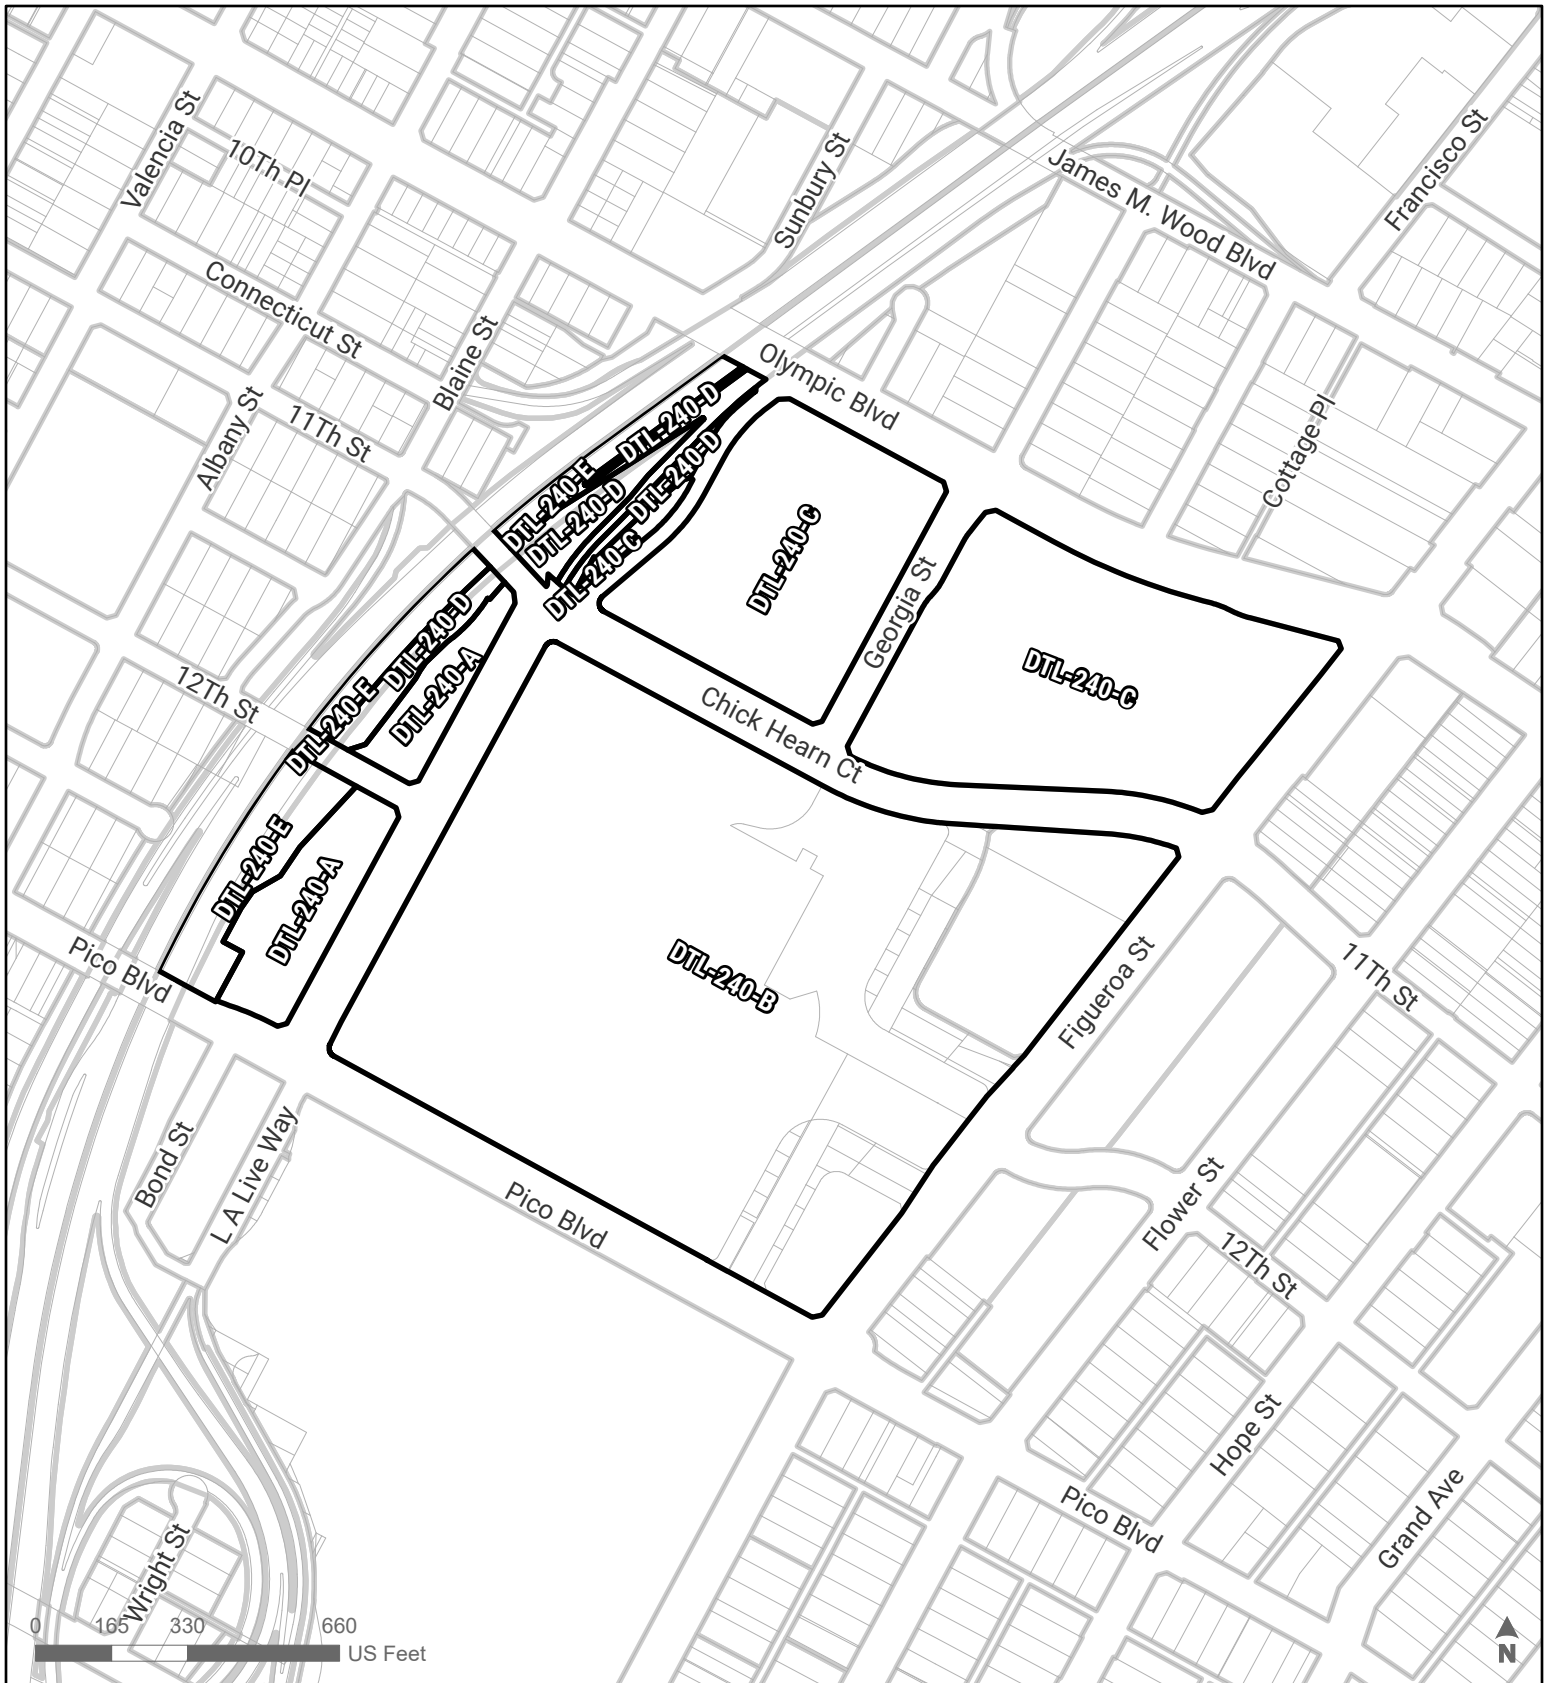 Valencia St
10Th Pl
Sunbury St
James M. Wood Blvd
Francisco St
Connecticut St
Blaine St
Olympic Blvd
Albany St
11Th St
Cottage Pl
DTL-240-D
DTL-240-D
DTL-240-E
DTL-240-D
DTL-240-C
DTL-240-C
Georgia St
DTL-240-C
DTL-240-D
DTL-240-A
DTL-240-E
12Th St
Chick Hearn Ct
DTL-240-E
DTL-240-A
DTL-240-B
Pico Blvd
Figueroa St
11Th St
Bond St
L A Live Way
Pico Blvd
Flower St
12Th St
Hope St
Pico Blvd
Grand Ave
Wright St
0 165 330 660
US Feet
N